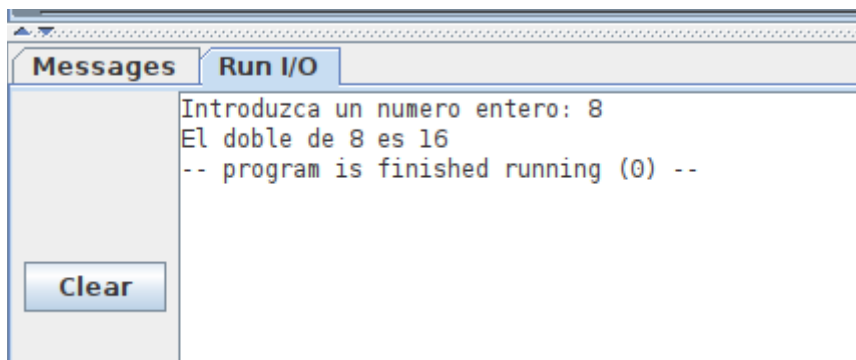 Messages Run I/O
Introduzca un numero entero: 8
El doble de 8 es 16
-- program is finished running (0) --
Clear